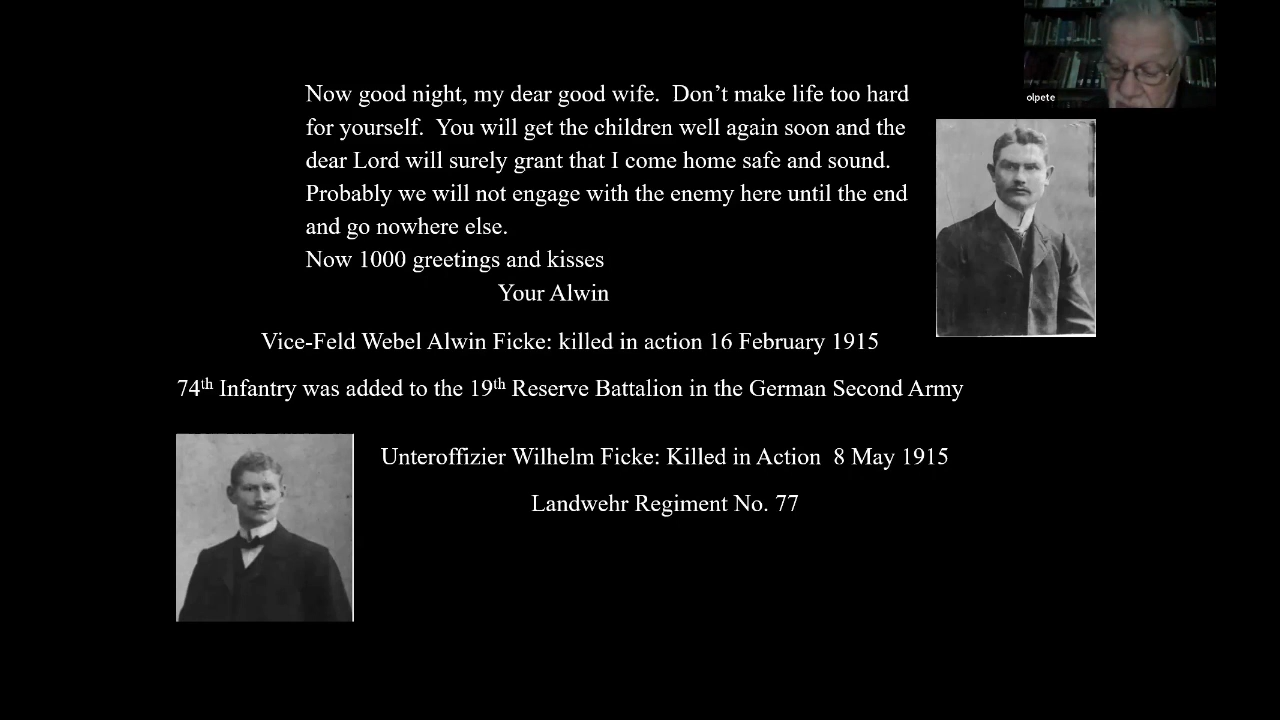 olpete
Now good night, my dear good wife.  Don’t make life too hard
for yourself.  You will get the children well again soon and the
dear Lord will surely grant that I come home safe and sound.
Probably we will not engage with the enemy here until the end
and go nowhere else.
Now 1000 greetings and kisses
Your Alwin
Vice-Feld Webel Alwin Ficke: killed in action 16 February 1915
74th Infantry was added to the 19th Reserve Battalion in the German Second Army
Unteroffizier Wilhelm Ficke: Killed in Action  8 May 1915
Landwehr Regiment No. 77